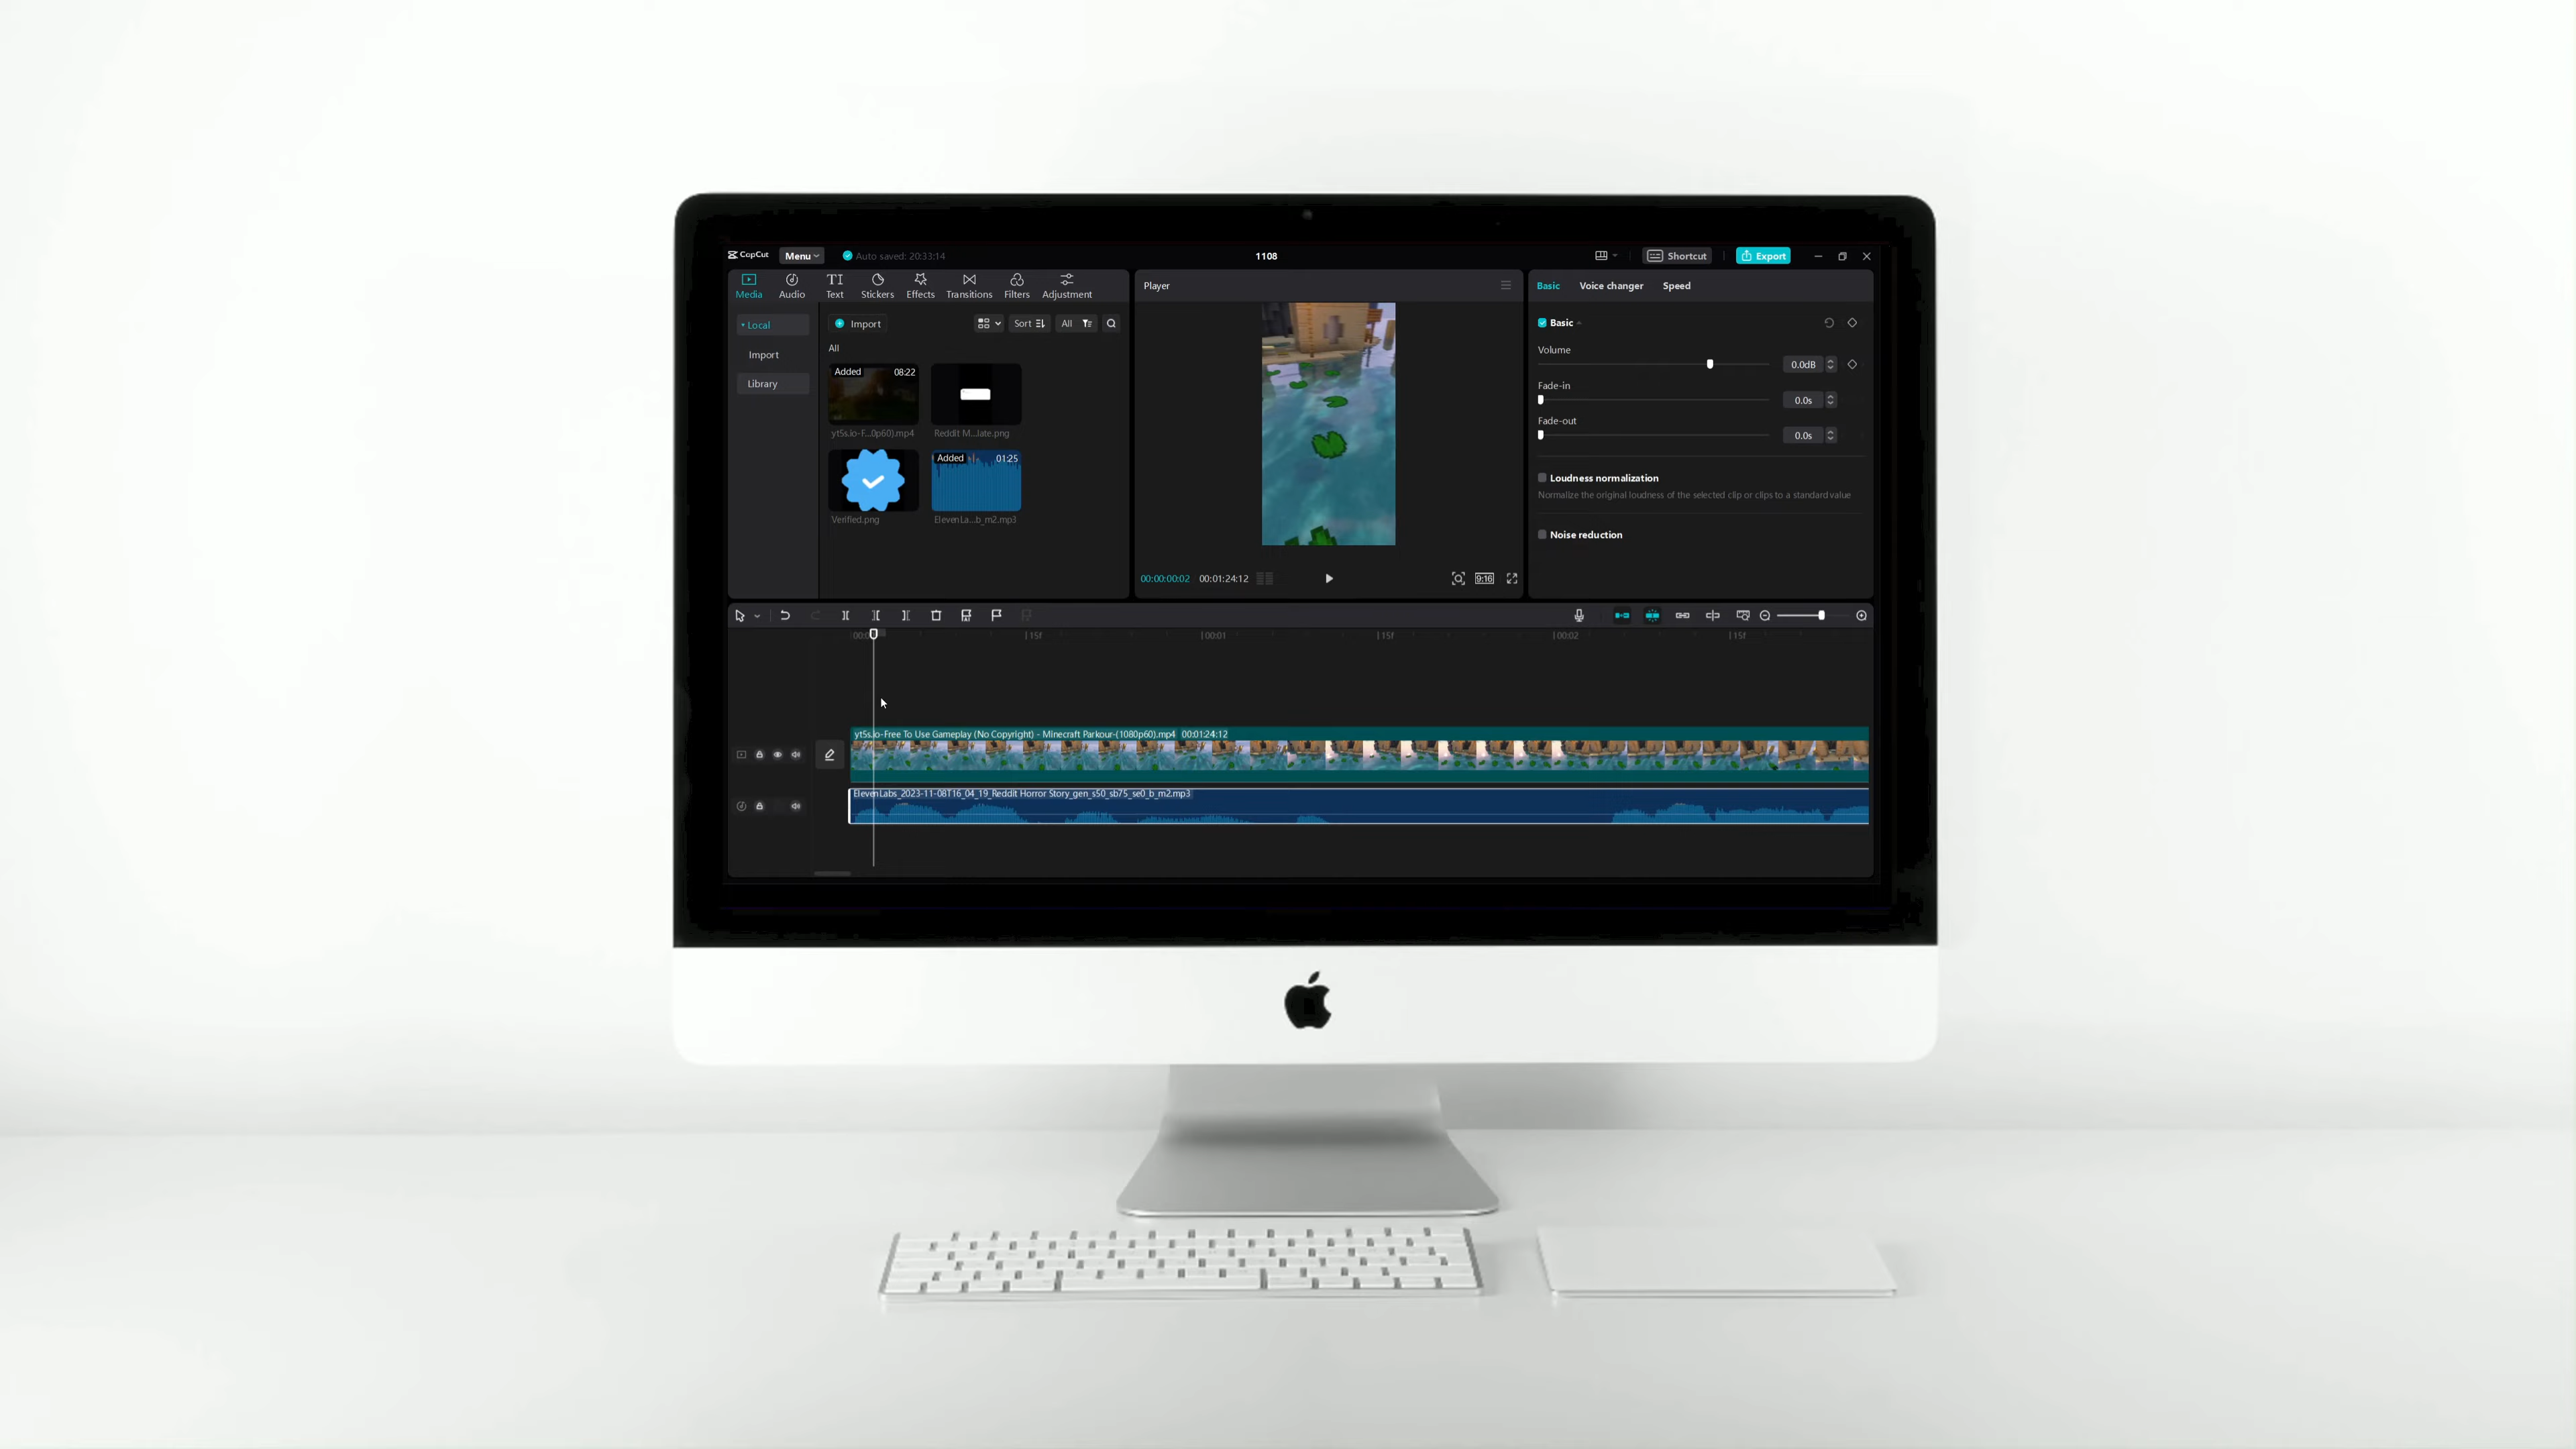 CapCut Menu Auto saved: 20:33:14 1108 Shortcut Export
Media Audio Text Stickers Effects Transitions Filters Adjustment
Player
Basic Voice changer Speed
Local
Import
Library
Import Sort All
All
Added 08:22
yt5s.io-F...0p60).mp4
Reddit M...late.png
Verified.png
Added 01:25
ElevenLa...b_m2.mp3
00:00:00:02 00:01:24:12 9:16
Basic
Volume
0.0dB
Fade-in
0.0s
Fade-out
0.0s
Loudness normalization
Normalize the original loudness of the selected clip or clips to a standard value
Noise reduction
15f 00:01 15f 00:02 15f
yt5s.io-Free To Use Gameplay (No Copyright) - Minecraft Parkour-(1080p60).mp4 00:01:24:12
ElevenLabs_2023-11-08T16_04_19_Reddit Horror Story_gen_s50_sb75_se0_b_m2.mp3